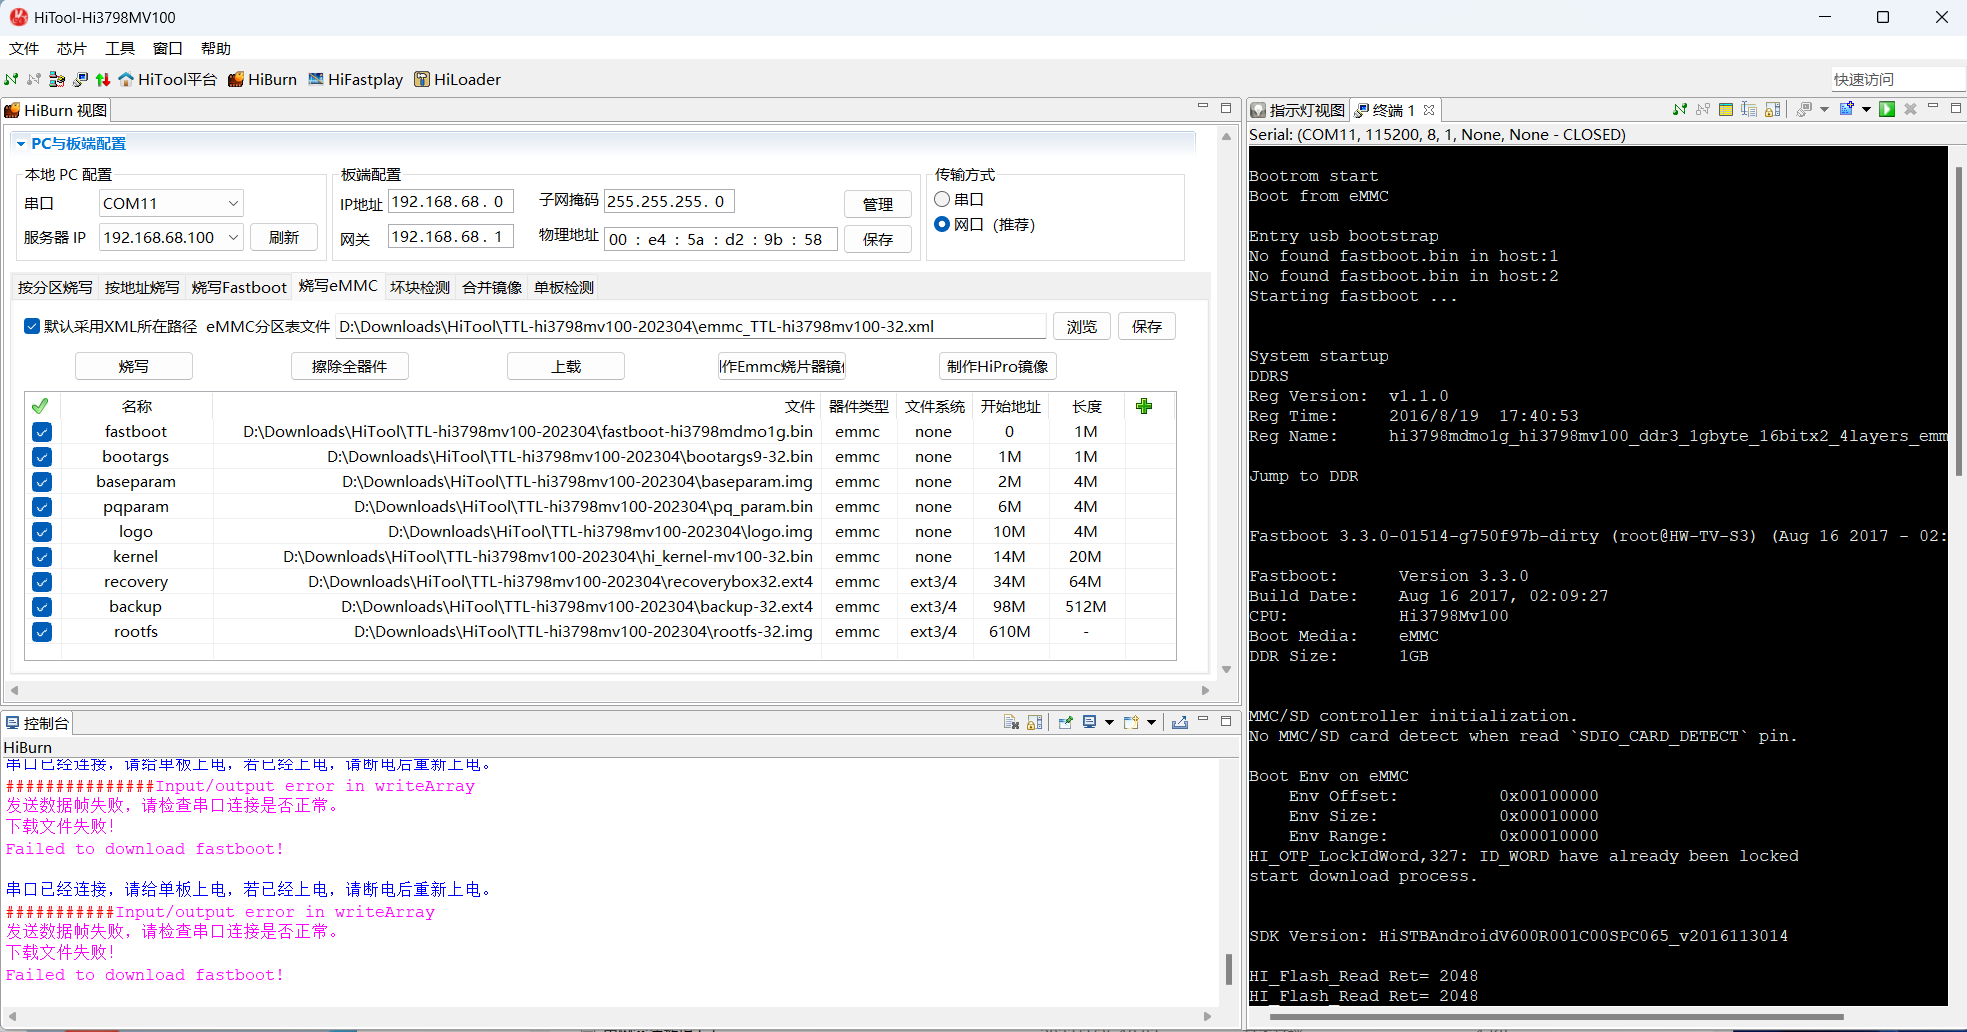 HiTool-Hi3798MV100
文件 芯片 工具 窗口 帮助
HiTool平台 HiBurn HiFastplay HiLoader
快速访问
HiBurn 视图
PC与板端配置
本地 PC 配置
串口 COM11
服务器 IP 192.168.68.100 刷新
板端配置
IP地址 192.168.68. 0 子网掩码 255.255.255. 0 管理
网关 192.168.68. 1 物理地址 00 : e4 : 5a : d2 : 9b : 58 保存
传输方式
串口
网口（推荐）
按分区烧写 按地址烧写 烧写Fastboot 烧写eMMC 坏块检测 合并镜像 单板检测
默认采用XML所在路径 eMMC分区表文件 D:\Downloads\HiTool\TTL-hi3798mv100-202304\emmc_TTL-hi3798mv100-32.xml 浏览 保存
烧写 擦除全器件 上载 作Emmc烧片器镜 制作HiPro镜像
名称 文件 器件类型 文件系统 开始地址 长度
fastboot D:\Downloads\HiTool\TTL-hi3798mv100-202304\fastboot-hi3798mdmo1g.bin emmc none 0 1M
bootargs D:\Downloads\HiTool\TTL-hi3798mv100-202304\bootargs9-32.bin emmc none 1M 1M
baseparam D:\Downloads\HiTool\TTL-hi3798mv100-202304\baseparam.img emmc none 2M 4M
pqparam D:\Downloads\HiTool\TTL-hi3798mv100-202304\pq_param.bin emmc none 6M 4M
logo D:\Downloads\HiTool\TTL-hi3798mv100-202304\logo.img emmc none 10M 4M
kernel D:\Downloads\HiTool\TTL-hi3798mv100-202304\hi_kernel-mv100-32.bin emmc none 14M 20M
recovery D:\Downloads\HiTool\TTL-hi3798mv100-202304\recoverybox32.ext4 emmc ext3/4 34M 64M
backup D:\Downloads\HiTool\TTL-hi3798mv100-202304\backup-32.ext4 emmc ext3/4 98M 512M
rootfs D:\Downloads\HiTool\TTL-hi3798mv100-202304\rootfs-32.img emmc ext3/4 610M -
控制台
HiBurn
串口已经连接，请给单板上电，若已经上电，请断电后重新上电。
###############Input/output error in writeArray
发送数据帧失败，请检查串口连接是否正常。
下载文件失败！
Failed to download fastboot!
串口已经连接，请给单板上电，若已经上电，请断电后重新上电。
###########Input/output error in writeArray
发送数据帧失败，请检查串口连接是否正常。
下载文件失败！
Failed to download fastboot!
指示灯视图 终端 1
Serial: (COM11, 115200, 8, 1, None, None - CLOSED)
Bootrom start
Boot from eMMC
Entry usb bootstrap
No found fastboot.bin in host:1
No found fastboot.bin in host:2
Starting fastboot ...
System startup
DDRS
Reg Version: v1.1.0
Reg Time: 2016/8/19 17:40:53
Reg Name: hi3798mdmo1g_hi3798mv100_ddr3_1gbyte_16bitx2_4layers_emm
Jump to DDR
Fastboot 3.3.0-01514-g750f97b-dirty (root@HW-TV-S3) (Aug 16 2017 - 02:
Fastboot: Version 3.3.0
Build Date: Aug 16 2017, 02:09:27
CPU: Hi3798Mv100
Boot Media: eMMC
DDR Size: 1GB
MMC/SD controller initialization.
No MMC/SD card detect when read `SDIO_CARD_DETECT` pin.
Boot Env on eMMC
Env Offset: 0x00100000
Env Size: 0x00010000
Env Range: 0x00010000
HI_OTP_LockIdWord,327: ID_WORD have already been locked
start download process.
SDK Version: HiSTBAndroidV600R001C00SPC065_v2016113014
HI_Flash_Read Ret= 2048
HI_Flash_Read Ret= 2048